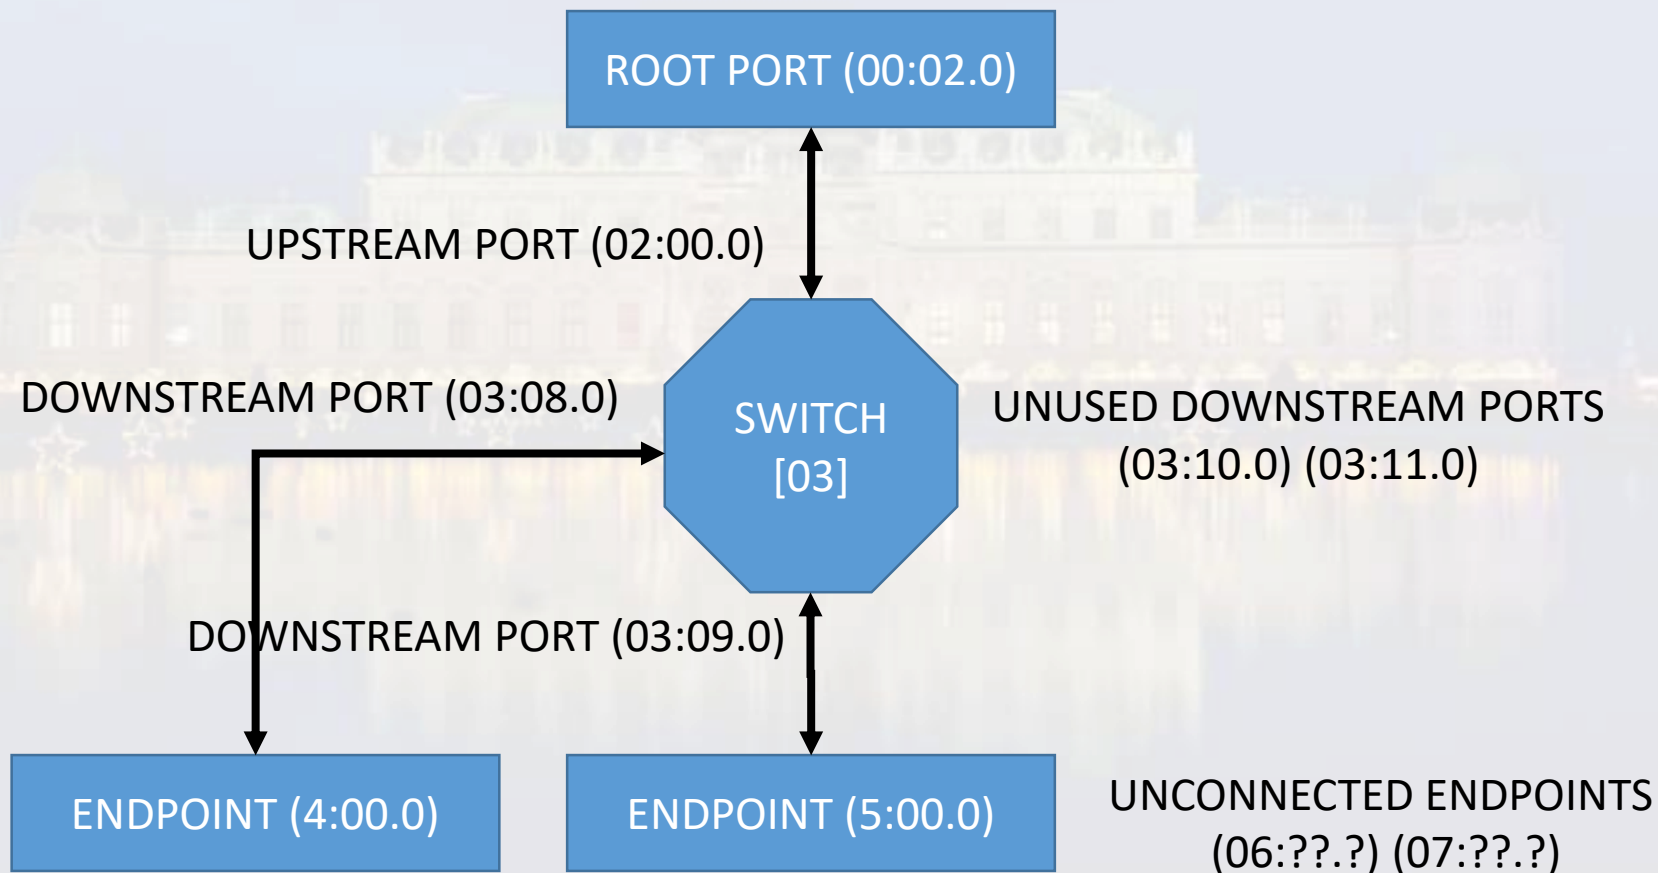 ROOT PORT (00:02.0)
UPSTREAM PORT (02:00.0)
DOWNSTREAM PORT (03:08.0)
SWITCH
[03]
UNUSED DOWNSTREAM PORTS
(03:10.0) (03:11.0)
DOWNSTREAM PORT (03:09.0)
ENDPOINT (4:00.0)
ENDPOINT (5:00.0)
UNCONNECTED ENDPOINTS
(06:??.?) (07:??.?)